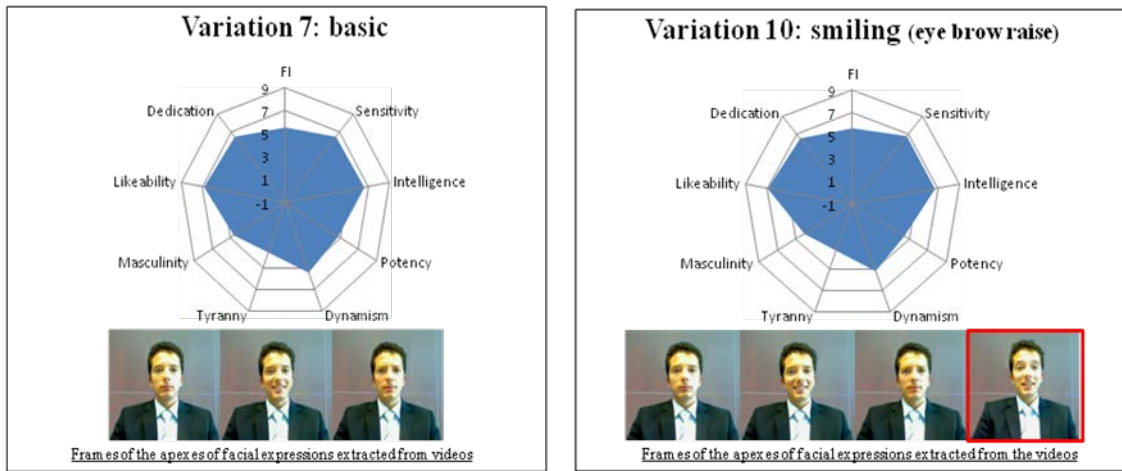 Variation 7: basic
FI
9
Dedication
7
Sensitivity
5
3
Likeability
1
Intelligence
-1
Masculinity
Potency
Tyranny
Dynamism
Frames of the apexes of facial expressions extracted from videos
Variation 10: smiling (eye brow raise)
FI
9
Dedication
7
Sensitivity
5
3
Likeability
1
Intelligence
-1
Masculinity
Potency
Tyranny
Dynamism
Frames of the apexes of facial expressions extracted from the videos